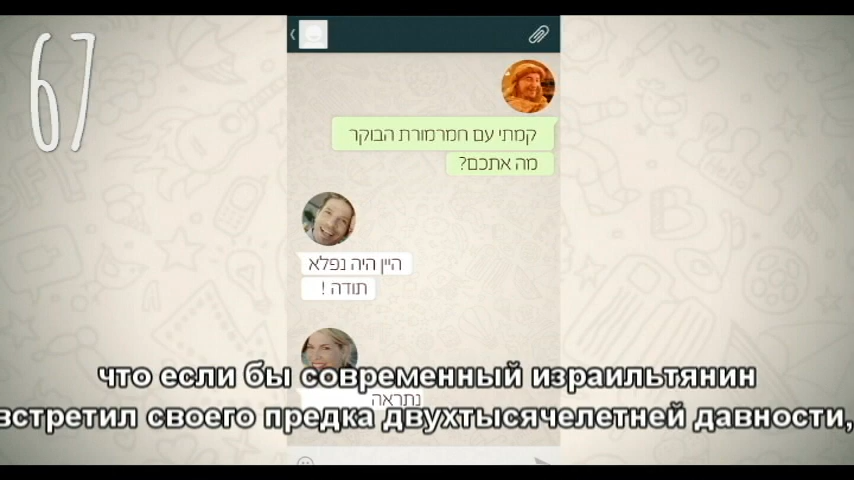 67
קמתי עם חמרמורת הבוקר
מה אתכם?
היין היה נפלא
תודה !
נתראה
что если бы современный израильтянин
встретил своего предка двухтысячелетней давности,